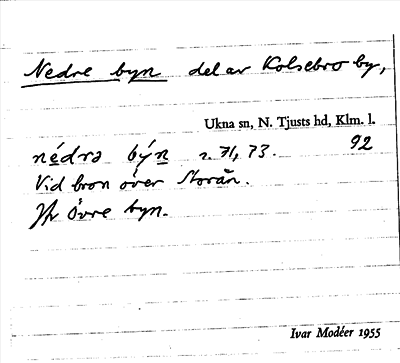 Nedre byn del av Kolsebro by,
Ukna sn, N. Tjusts hd, Klm. l.
nédrə býn r. 71, 73. 92
Vid bron över Storån.
Jfr Övre byn.
Ivar Modéer 1955